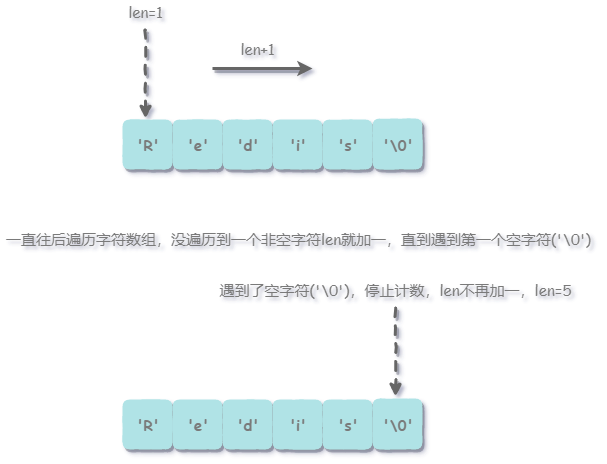 len=1
len+1
'R' 'e' 'd' 'i' 's' '\0'
一直往后遍历字符数组，没遍历到一个非空字符len就加一，直到遇到第一个空字符('\0')
遇到了空字符('\0')，停止计数，len不再加一，len=5
'R' 'e' 'd' 'i' 's' '\0'